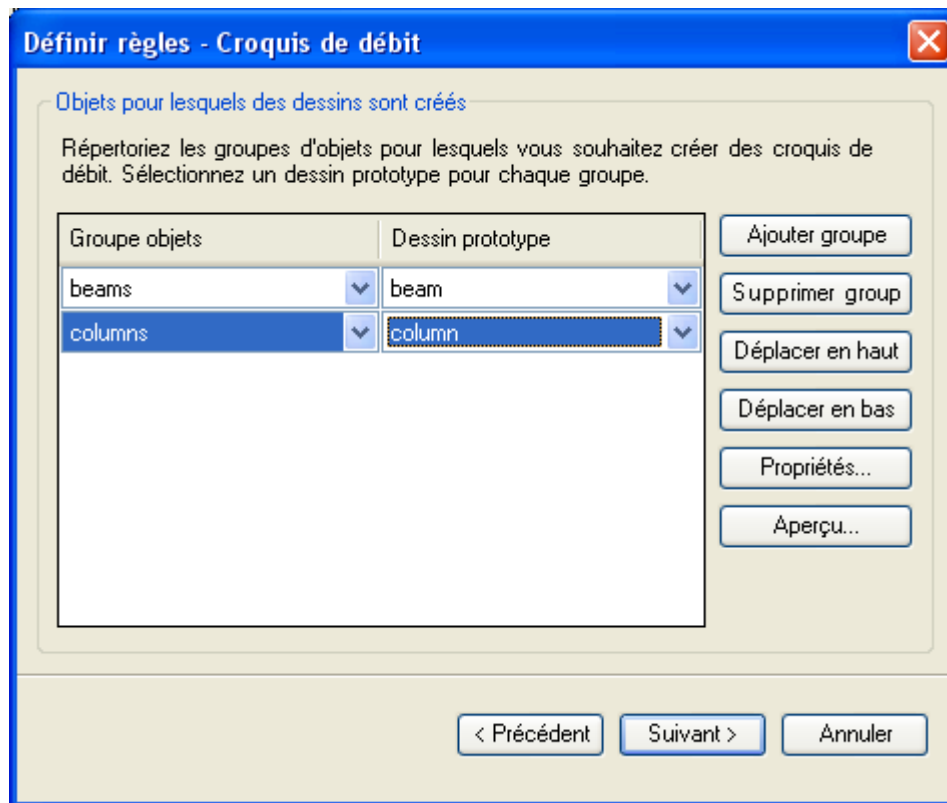 Définir règles - Croquis de débit
Objets pour lesquels des dessins sont créés
Répertoriez les groupes d'objets pour lesquels vous souhaitez créer des croquis de
débit. Sélectionnez un dessin prototype pour chaque groupe.
Groupe objets Dessin prototype
beams beam
columns column
Ajouter groupe
Supprimer group
Déplacer en haut
Déplacer en bas
Propriétés...
Aperçu...
< Précédent Suivant > Annuler